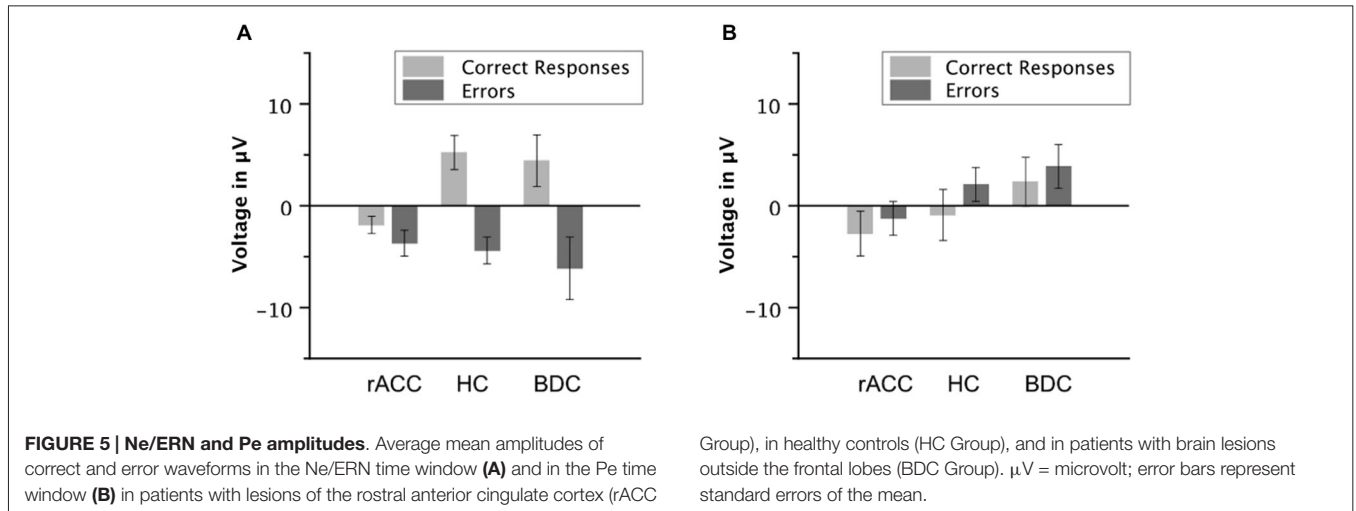 A
Correct Responses
Errors
Voltage in μV
10
0
−10
rACC HC BDC
B
Correct Responses
Errors
Voltage in μV
10
0
−10
rACC HC BDC
FIGURE 5 | Ne/ERN and Pe amplitudes. Average mean amplitudes of
correct and error waveforms in the Ne/ERN time window (A) and in the Pe time
window (B) in patients with lesions of the rostral anterior cingulate cortex (rACC
Group), in healthy controls (HC Group), and in patients with brain lesions
outside the frontal lobes (BDC Group). μV = microvolt; error bars represent
standard errors of the mean.